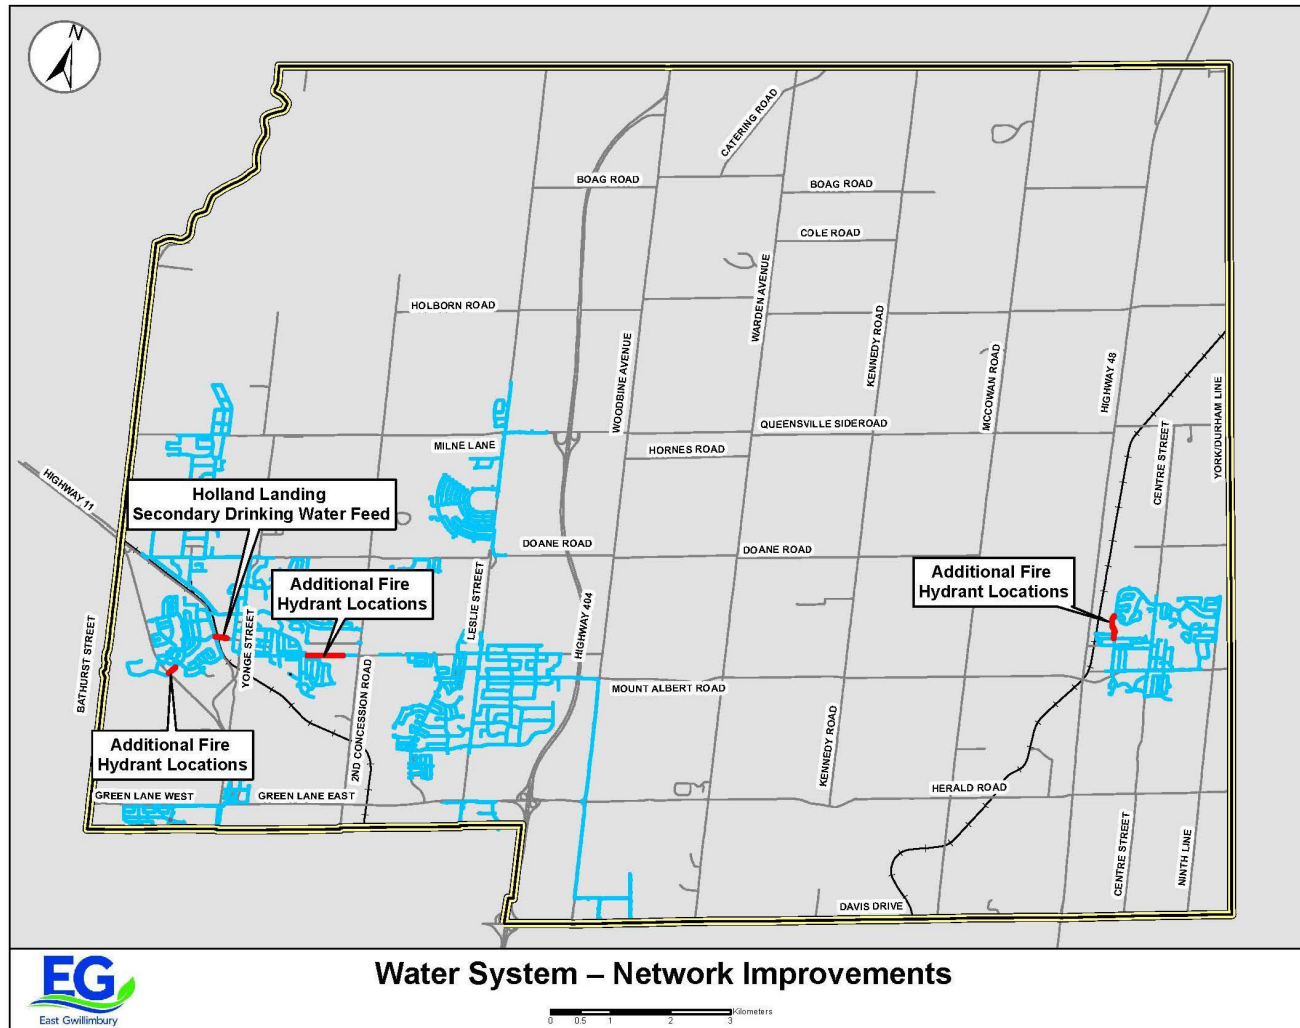 N
CATERING ROAD
BOAG ROAD
BOAG ROAD
COLE ROAD
WARDEN AVENUE
HOLBORN ROAD
KENNEDY ROAD
WOODBINE AVENUE
MCCOWAN ROAD
HIGHWAY 48
YORK/DURHAM LINE
CENTRE STREET
QUEENSVILLE SIDEROAD
MILNE LANE
HORNES ROAD
HIGHWAY 11
Holland Landing
Secondary Drinking Water Feed
DOANE ROAD
DOANE ROAD
Additional Fire
Hydrant Locations
Additional Fire
Hydrant Locations
LESLIE STREET
HIGHWAY 404
BATHURST STREET
YONGE STREET
2ND CONCESSION ROAD
MOUNT ALBERT ROAD
KENNEDY ROAD
Additional Fire
Hydrant Locations
GREEN LANE WEST
GREEN LANE EAST
HERALD ROAD
CENTRE STREET
NINTH LINE
DAVIS DRIVE
EG
East Gwillimbury
Water System – Network Improvements
Kilometers
0 0.5 1 2 3